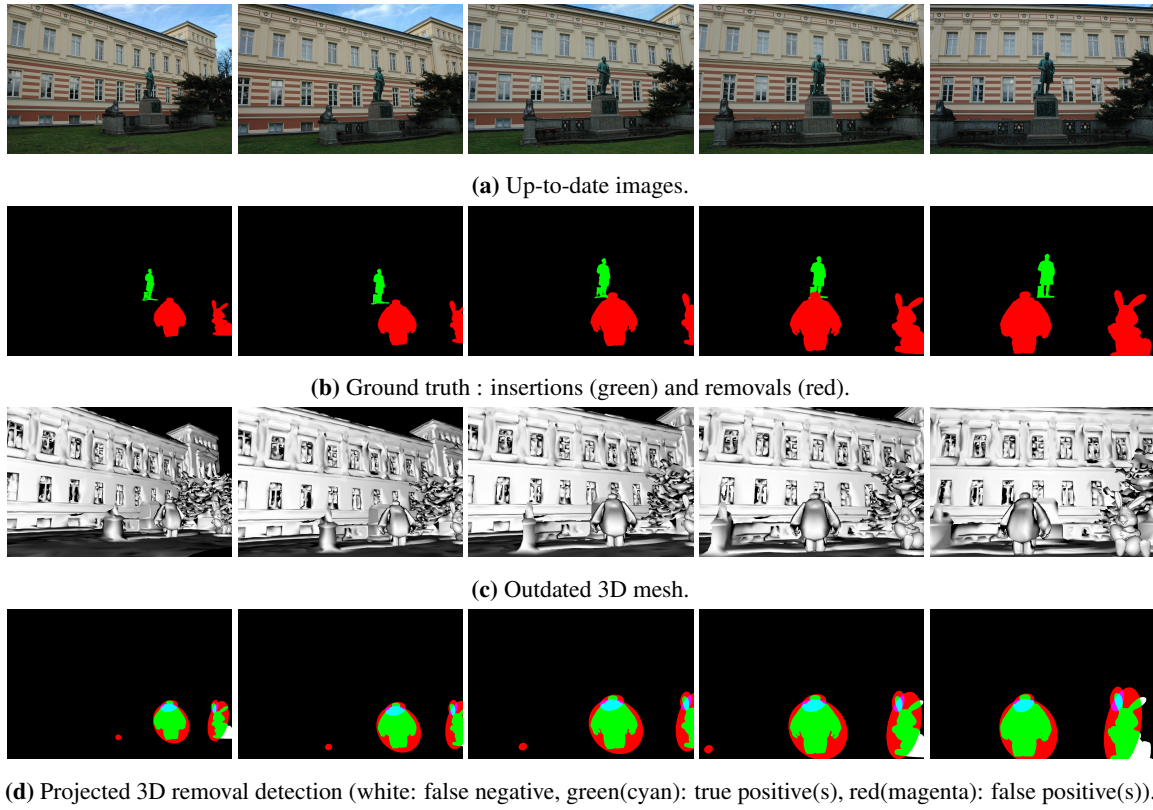 (a) Up-to-date images.
(b) Ground truth : insertions (green) and removals (red).
(c) Outdated 3D mesh.
(d) Projected 3D removal detection (white: false negative, green(cyan): true positive(s), red(magenta): false positive(s)).